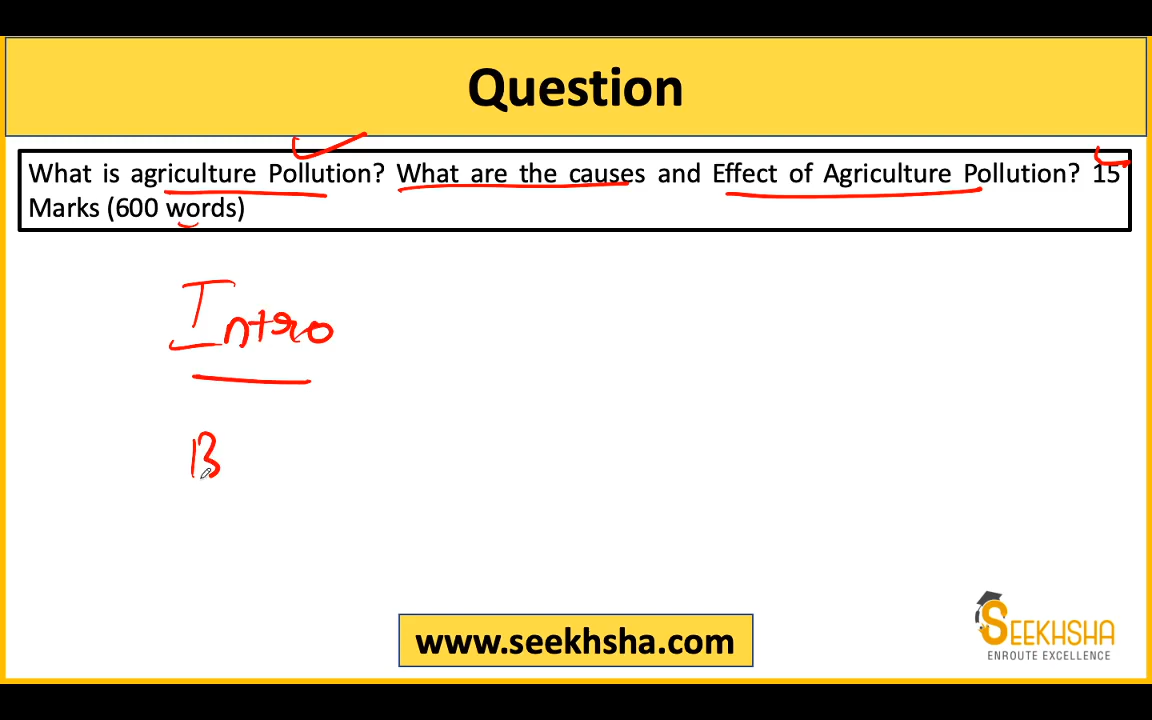 Question
What is agriculture Pollution? What are the causes and Effect of Agriculture Pollution? 15
Marks (600 words)
Intro
B
www.seekhsha.com
SEEKHSHA
ENROUTE EXCELLENCE